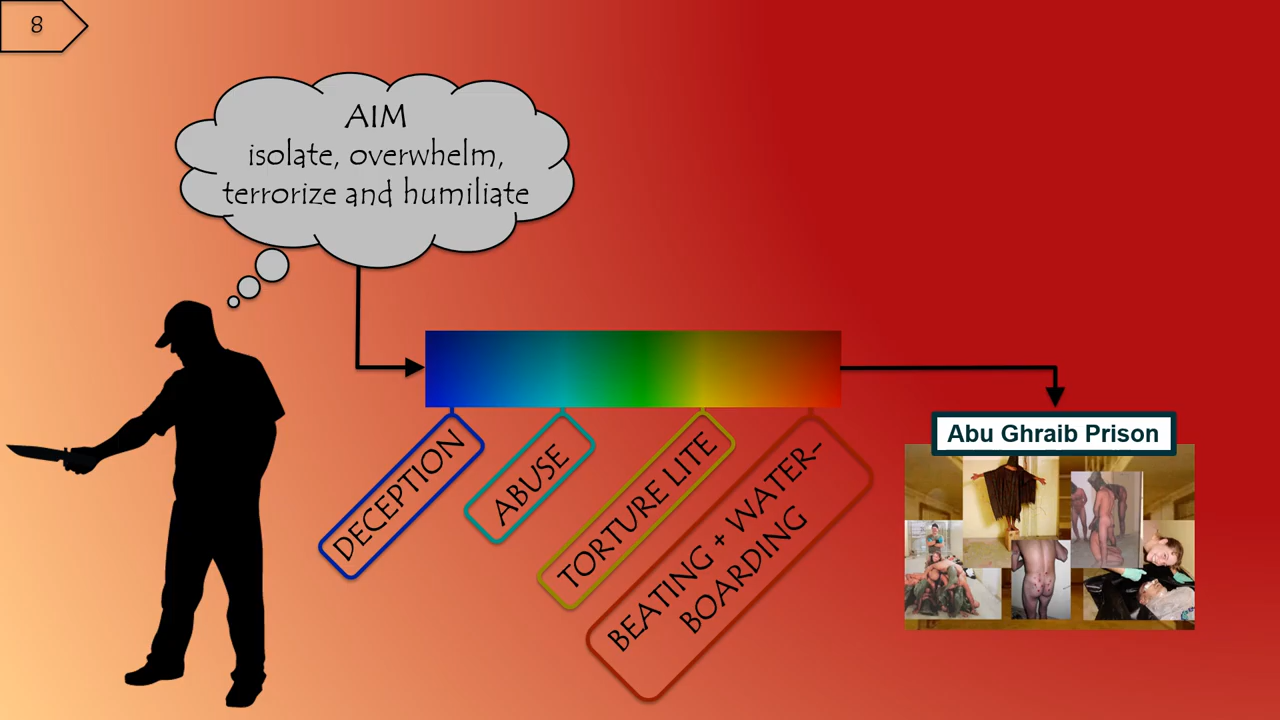 8
AIM
isolate, overwhelm,
terrorize and humiliate
DECEPTION
ABUSE
TORTURE LITE
BEATING + WATER-
BOARDING
Abu Ghraib Prison